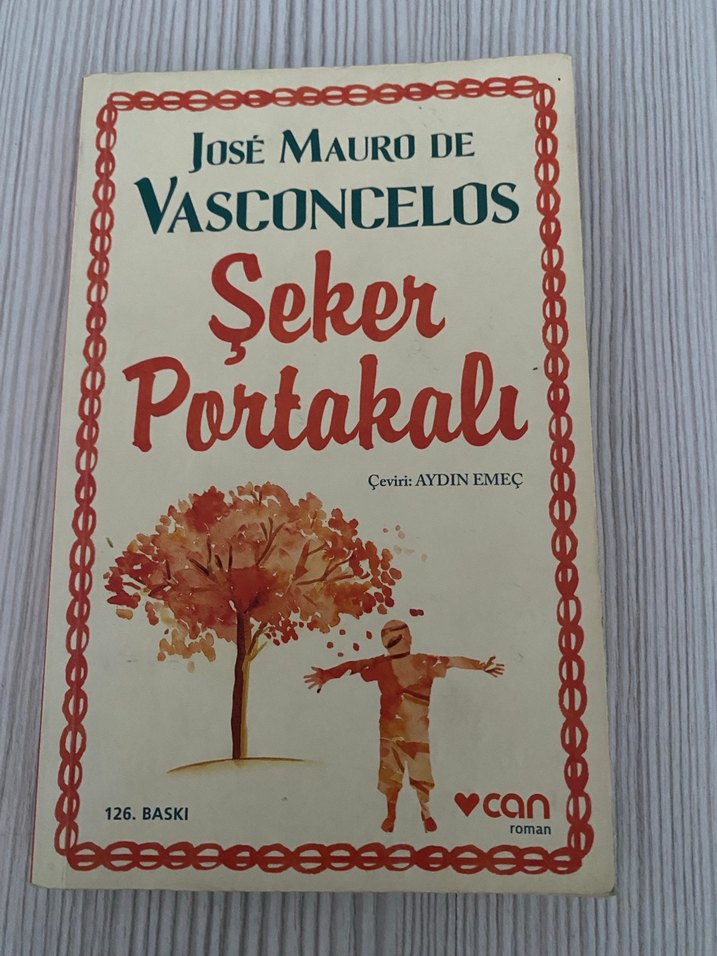 JOSÉ MAURO DE
VASCONCELOS
Şeker
Portakalı
Çeviri: AYDIN EMEÇ
126. BASKI
can
roman